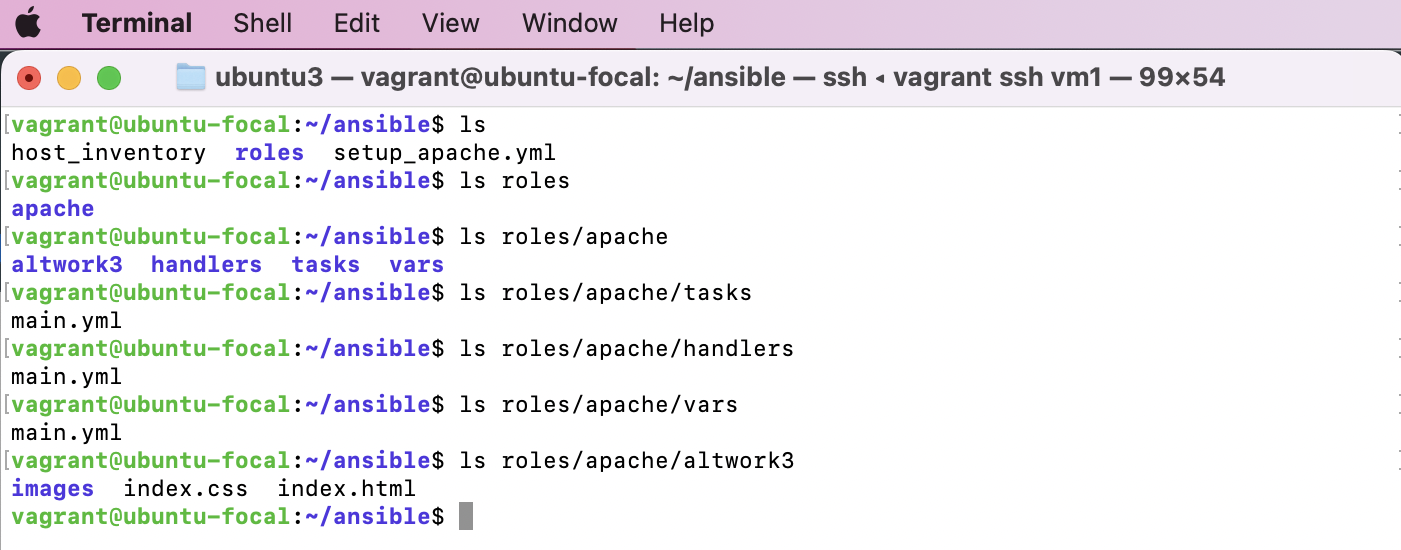 Terminal Shell Edit View Window Help
ubuntu3 — vagrant@ubuntu-focal: ~/ansible — ssh ◂ vagrant ssh vm1 — 99×54
[vagrant@ubuntu-focal:~/ansible$ ls
host_inventory  roles  setup_apache.yml
[vagrant@ubuntu-focal:~/ansible$ ls roles
apache
[vagrant@ubuntu-focal:~/ansible$ ls roles/apache
altwork3  handlers  tasks  vars
[vagrant@ubuntu-focal:~/ansible$ ls roles/apache/tasks
main.yml
[vagrant@ubuntu-focal:~/ansible$ ls roles/apache/handlers
main.yml
[vagrant@ubuntu-focal:~/ansible$ ls roles/apache/vars
main.yml
[vagrant@ubuntu-focal:~/ansible$ ls roles/apache/altwork3
images  index.css  index.html
vagrant@ubuntu-focal:~/ansible$